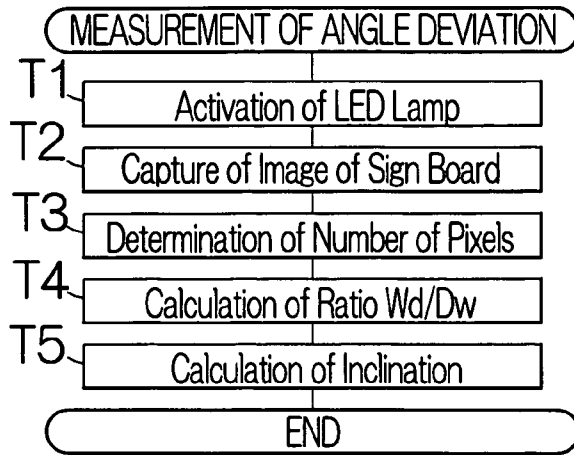 MEASUREMENT OF ANGLE DEVIATION
T1
Activation of LED Lamp
T2
Capture of Image of Sign Board
T3
Determination of Number of Pixels
T4
Calculation of Ratio Wd/Dw
T5
Calculation of Inclination
END